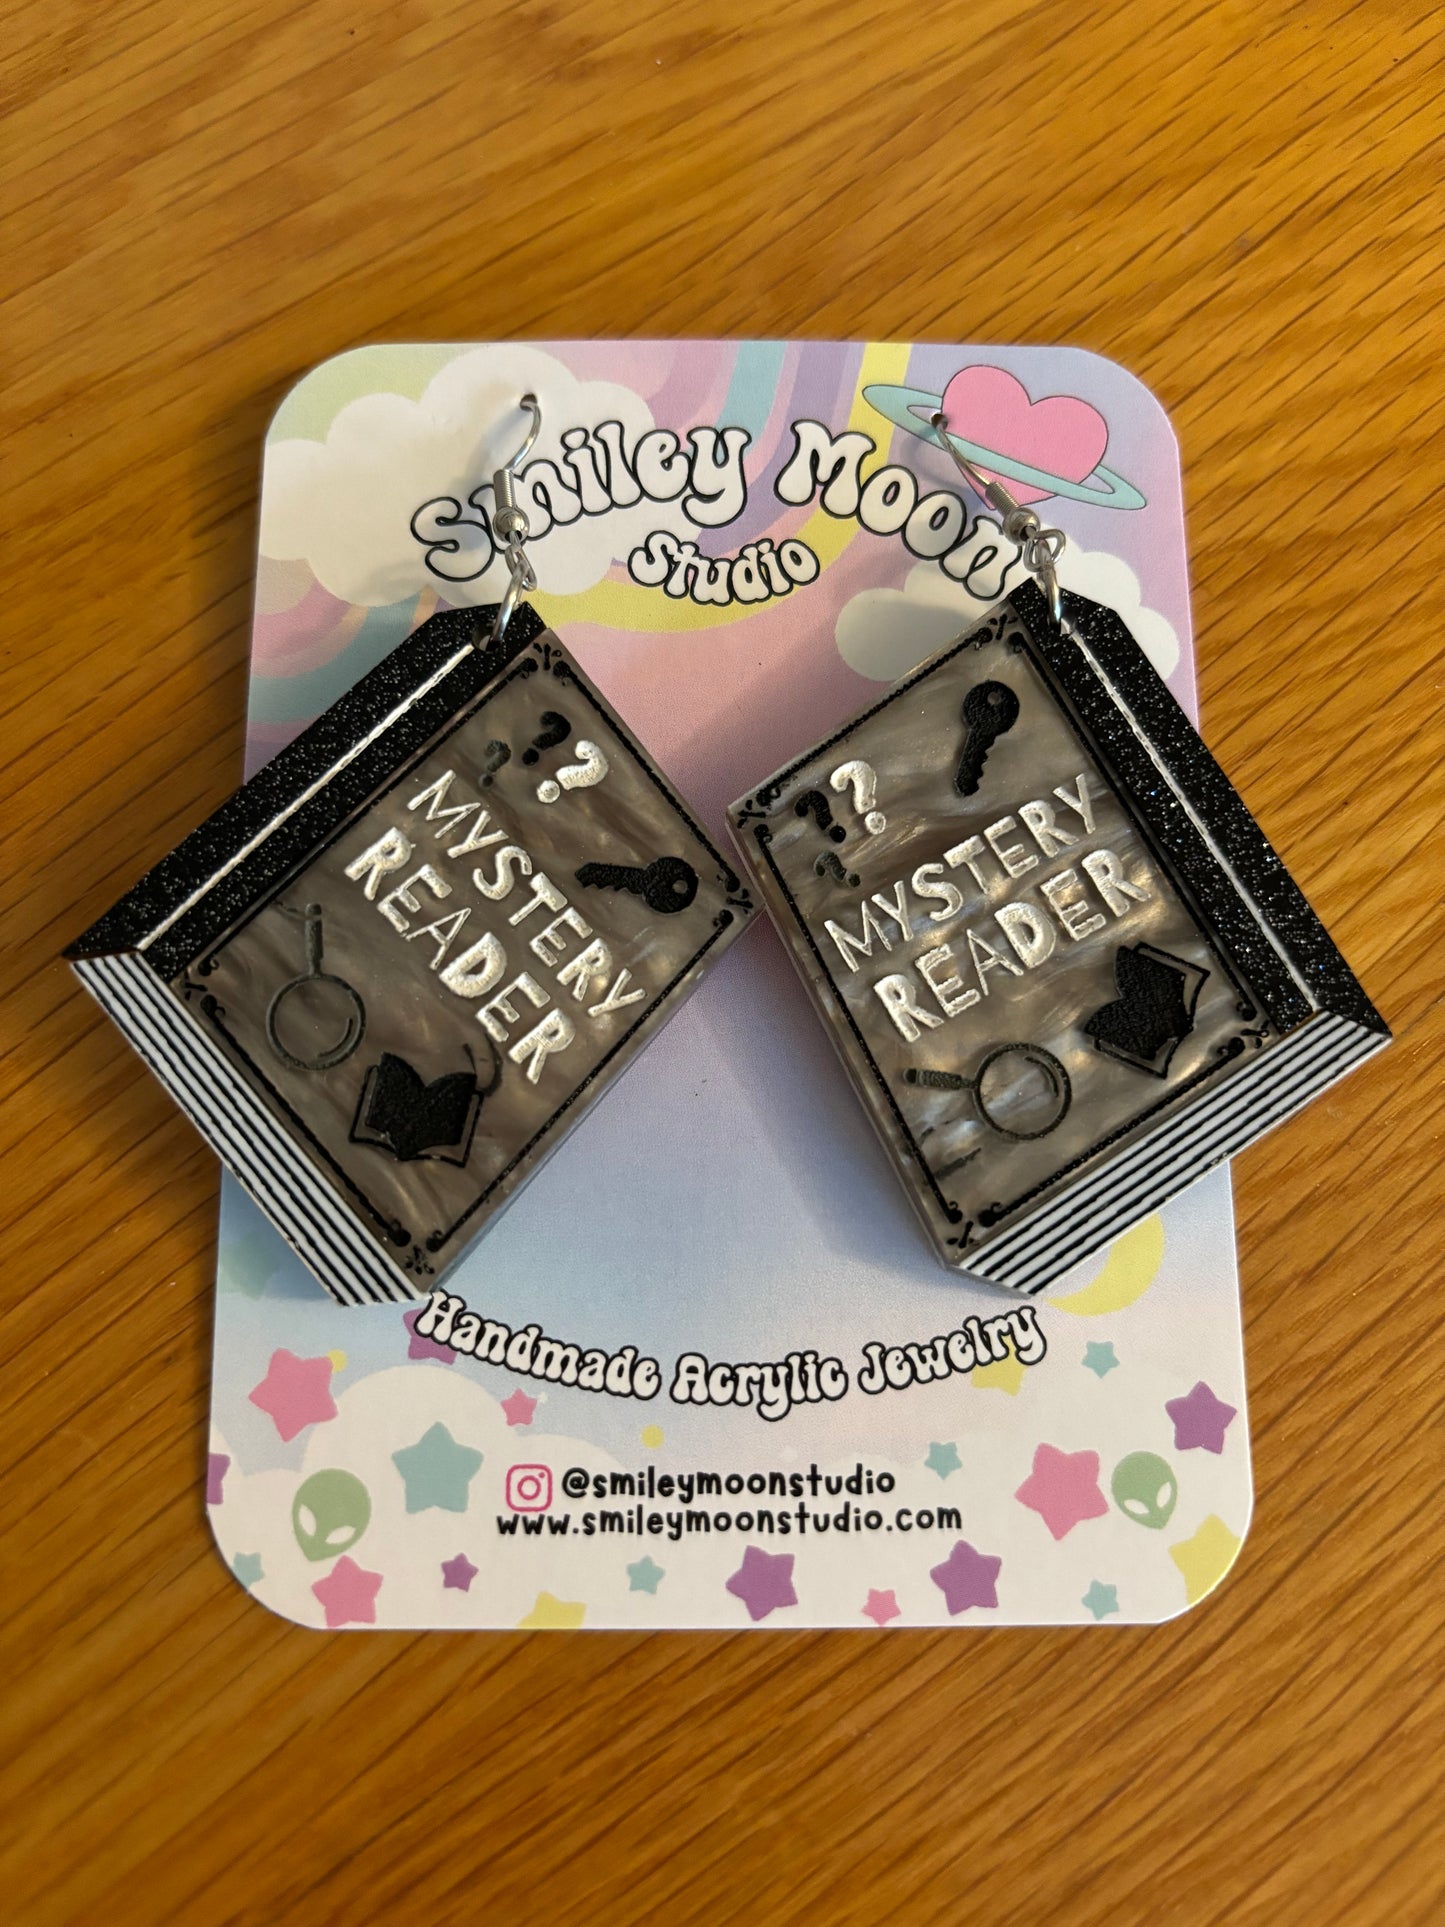 Smiley Moon
Studio
???
MYSTERY
READER
??
?
MYSTERY
READER
Handmade Acrylic Jewelry
@smileymoonstudio
www.smileymoonstudio.com